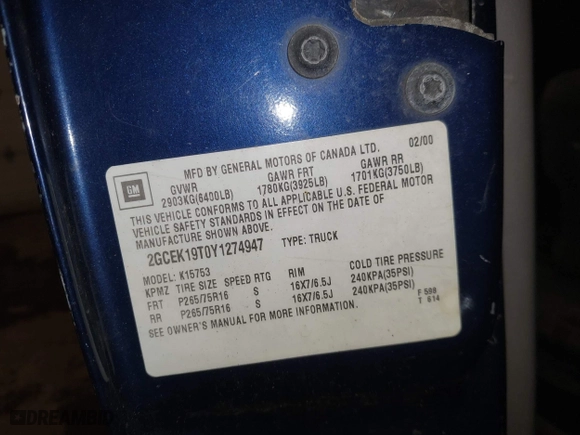 MFD BY GENERAL MOTORS OF CANADA LTD. 02/00
GM
GVWR GAWR FRT GAWR RR
2903KG(6400LB) 1780KG(3925LB) 1701KG(3750LB)
THIS VEHICLE CONFORMS TO ALL APPLICABLE U.S. FEDERAL MOTOR
VEHICLE SAFETY STANDARDS IN EFFECT ON THE DATE OF
MANUFACTURE SHOWN ABOVE.
2GCEK19T0Y1274947 TYPE: TRUCK
MODEL: K15753
KPMZ TIRE SIZE SPEED RTG RIM COLD TIRE PRESSURE
FRT P265/75R16 S 16X7/6.5J 240KPA(35PSI)
RR P265/75R16 S 16X7/6.5J 240KPA(35PSI)
SEE OWNER'S MANUAL FOR MORE INFORMATION.
F 589
T 614
DREAMBID